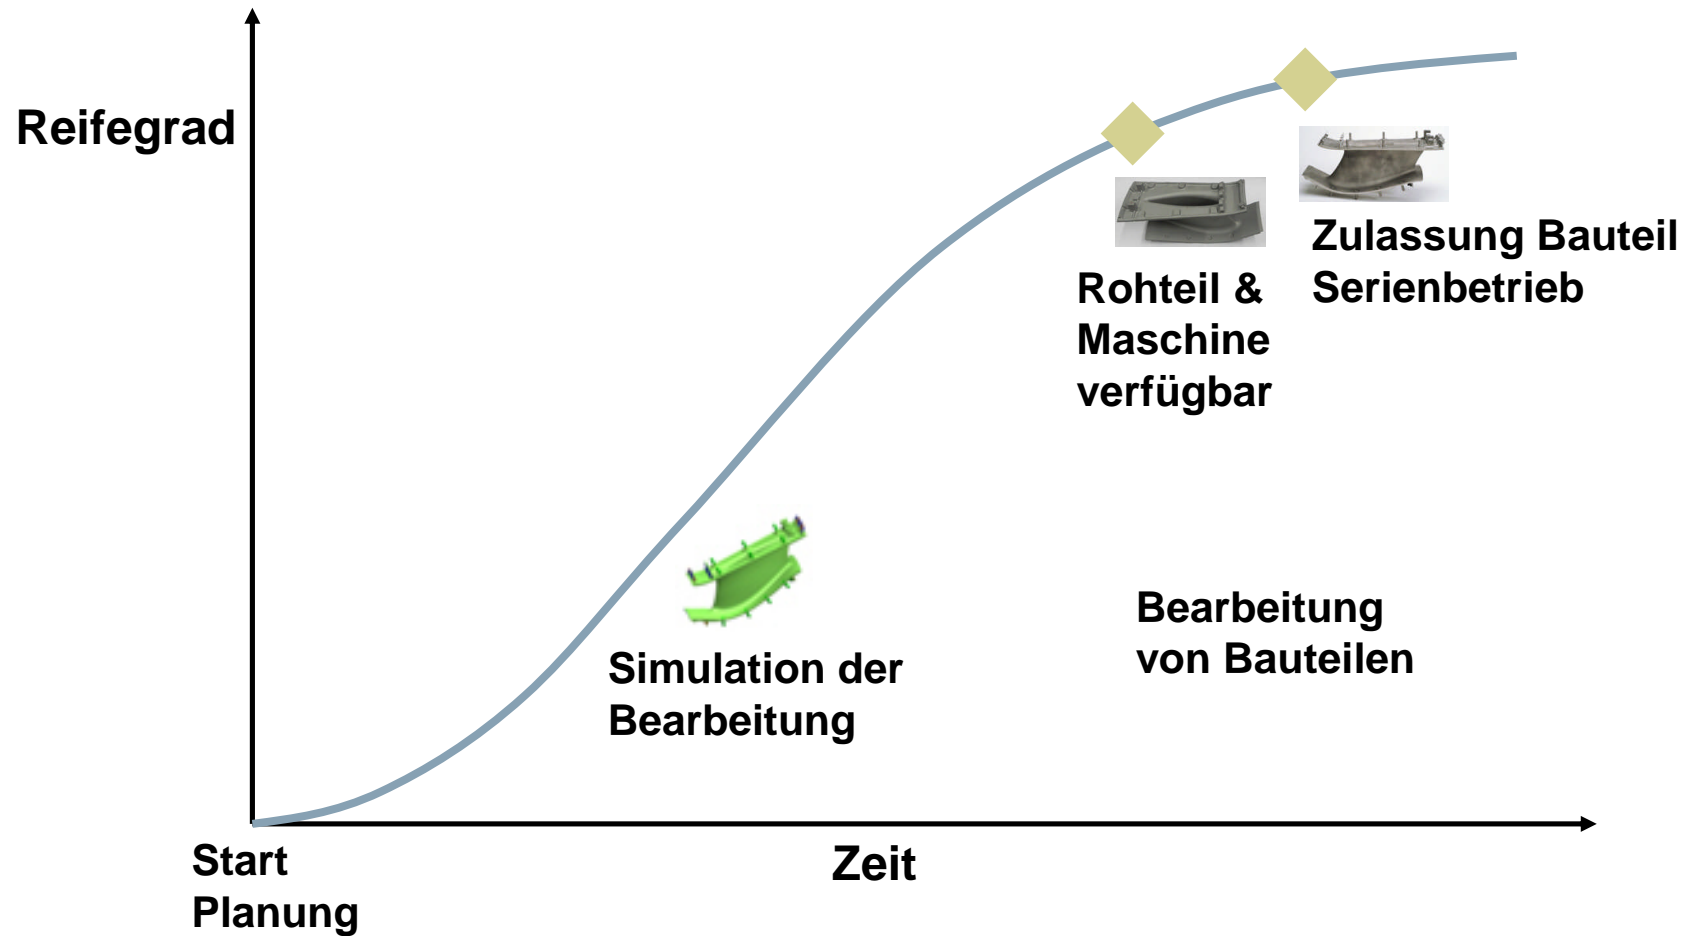 Reifegrad
Zulassung Bauteil
Serienbetrieb
Rohteil &
Maschine
verfügbar
Bearbeitung
von Bauteilen
Simulation der
Bearbeitung
Start
Planung
Zeit